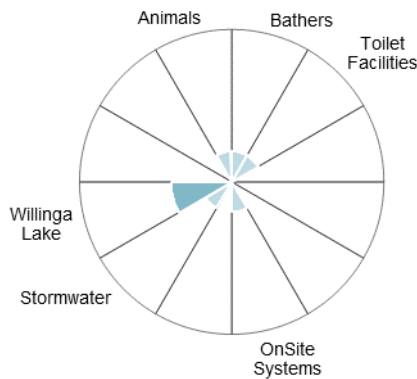 Animals
Bathers
Toilet
Facilities
Willinga
Lake
Stormwater
OnSite
Systems